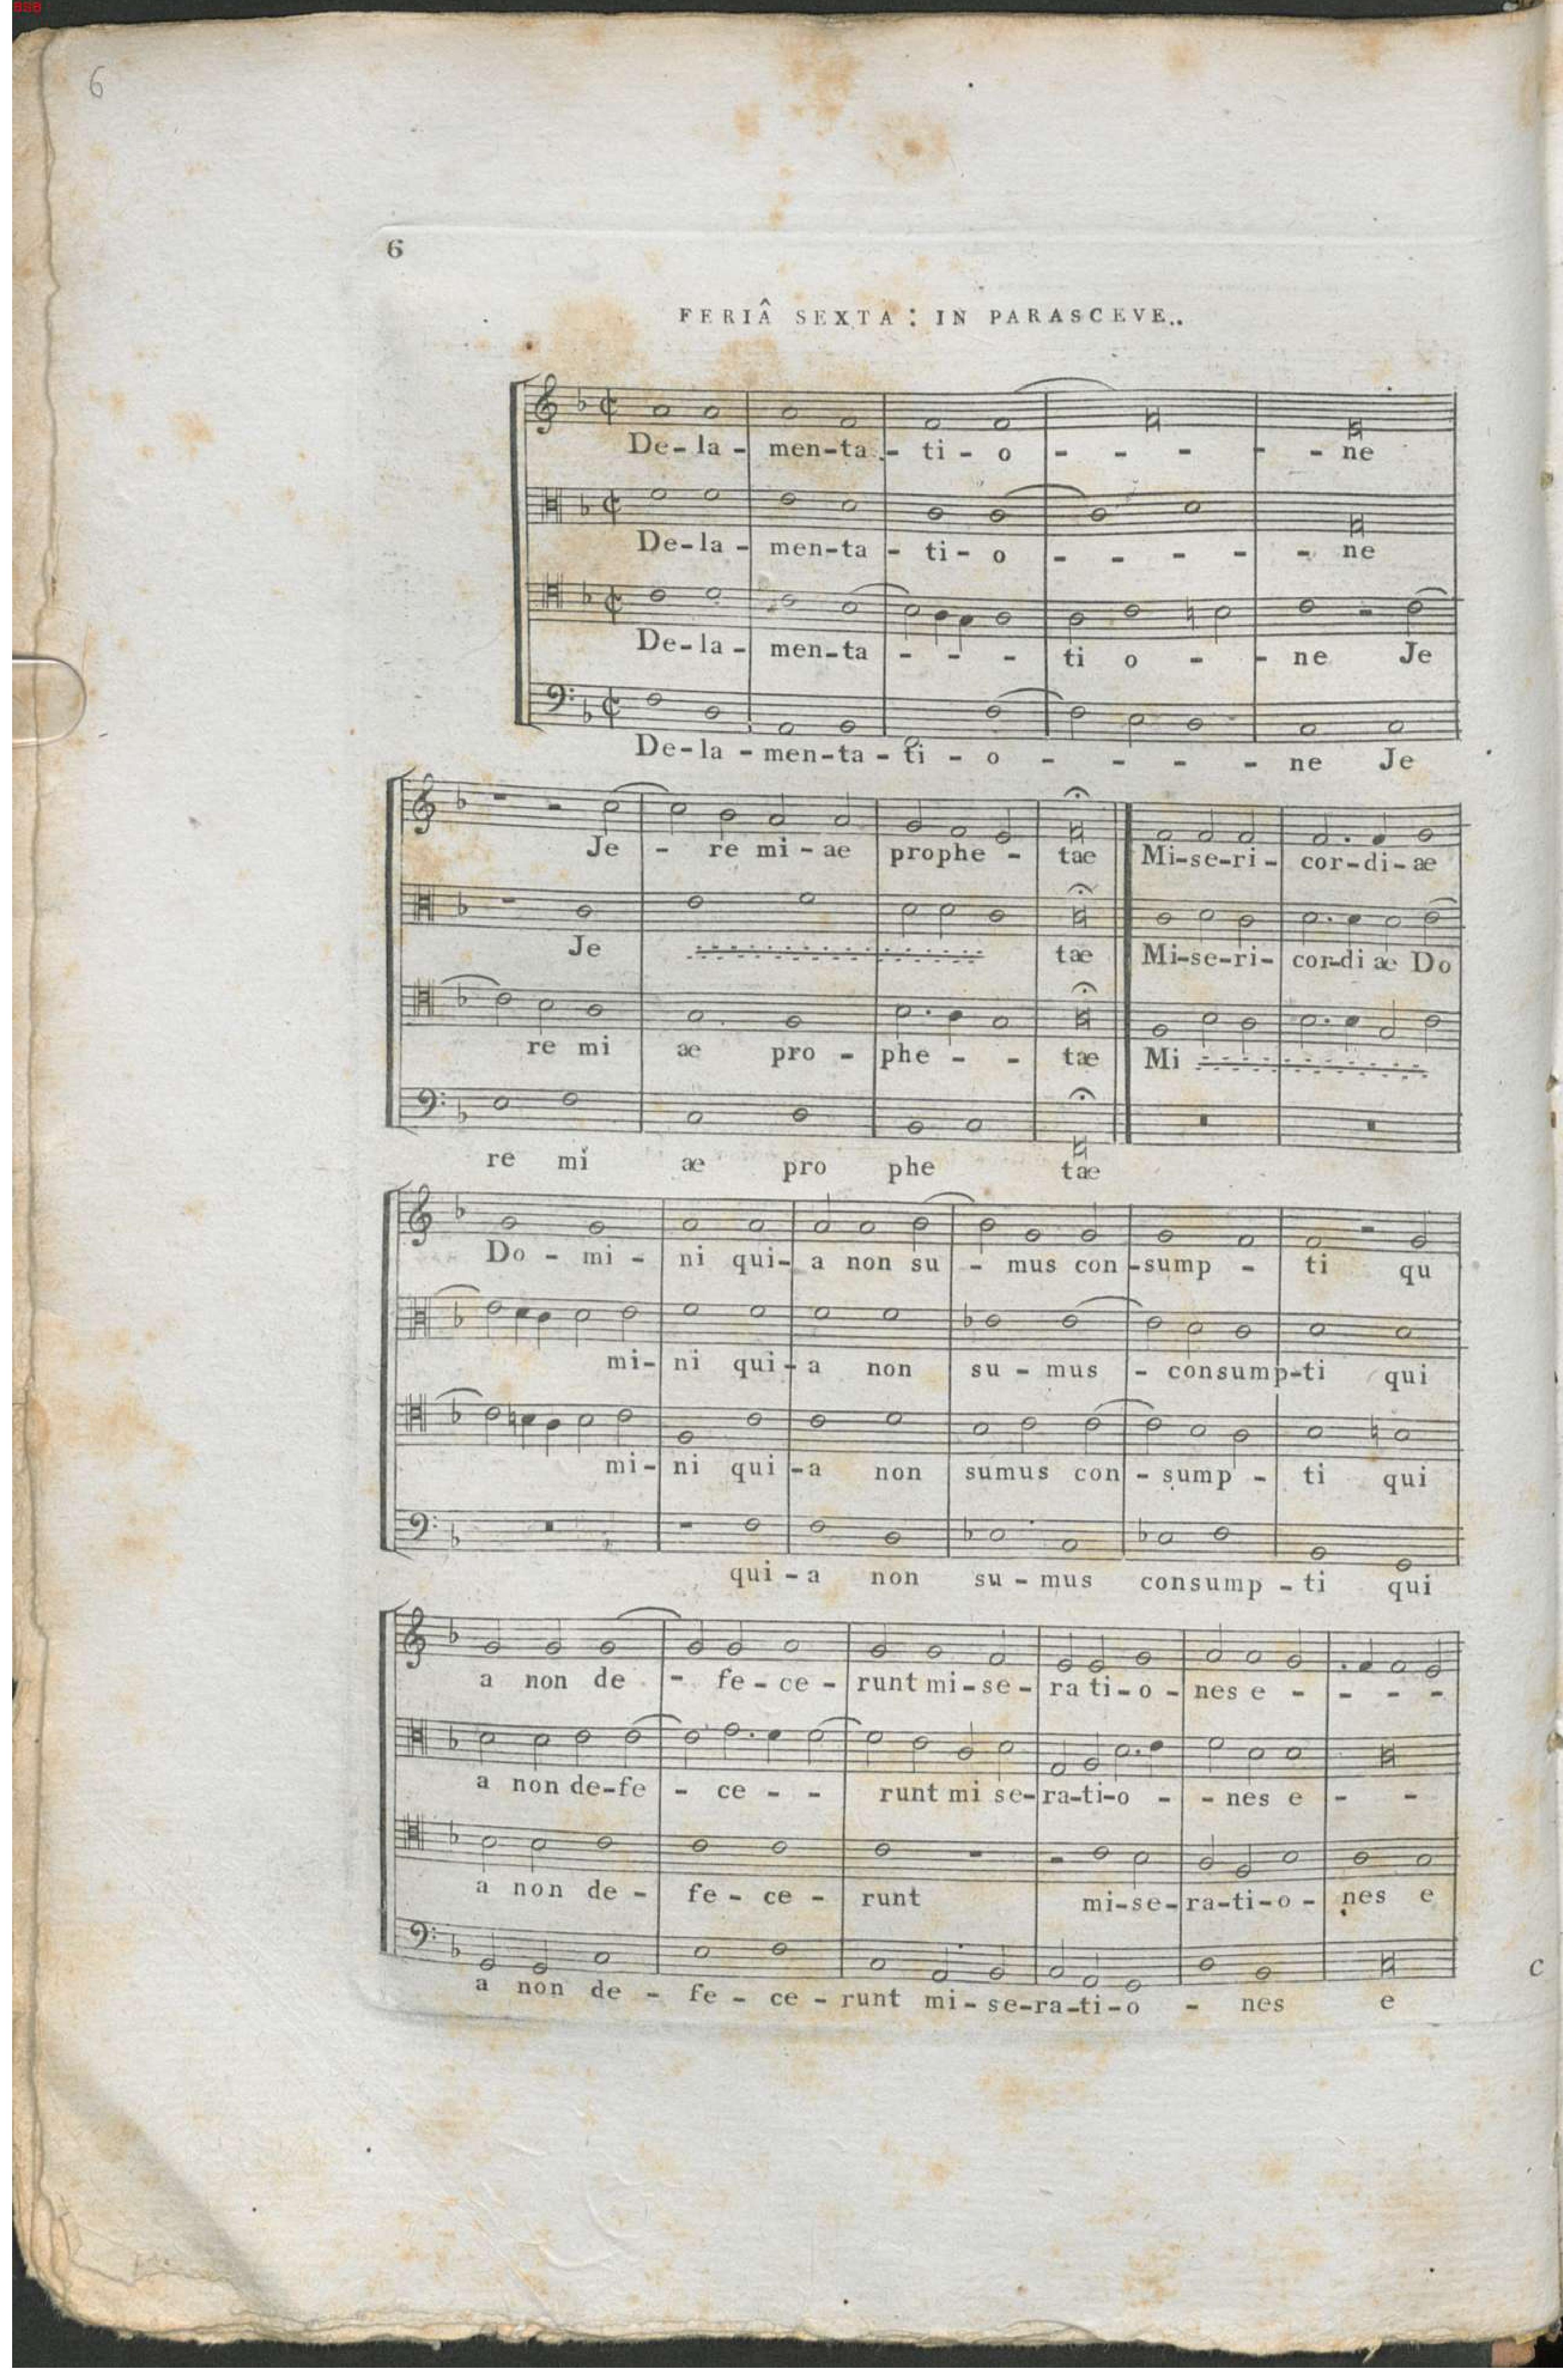 BSB
6
6
FERIÂ SEXTA: IN PARASCEVE..
De-la-men-ta-ti-o - - - - - ne
De-la-men-ta-ti-o - - - - - ne
De-la-men-ta - - - ti o - - ne Je
De-la-men-ta-ti-o - - - - ne Je
Je - re mi-ae prophe - tae Mi-se-ri-cor-di-ae
Je tae Mi-se-ri-cor-di ae Do
re mi ae pro-phe - - tae Mi
re mi ae pro phe tae
Do-mi-ni qui-a non su-mus con-sump - ti qu
mi-ni qui-a non su-mus - consump-ti qui
mi-ni qui-a non sumus con-sump - ti qui
qui-a non su-mus consump-ti qui
a non de - fe-ce-runt mi-se-ra ti-o-nes e - - - -
a non de-fe - ce - - runt mi se-ra-ti-o - - nes e - -
a non de - fe-ce-runt mi-se-ra-ti-o-nes e
a non de - fe-ce-runt mi-se-ra-ti-o - nes e
C